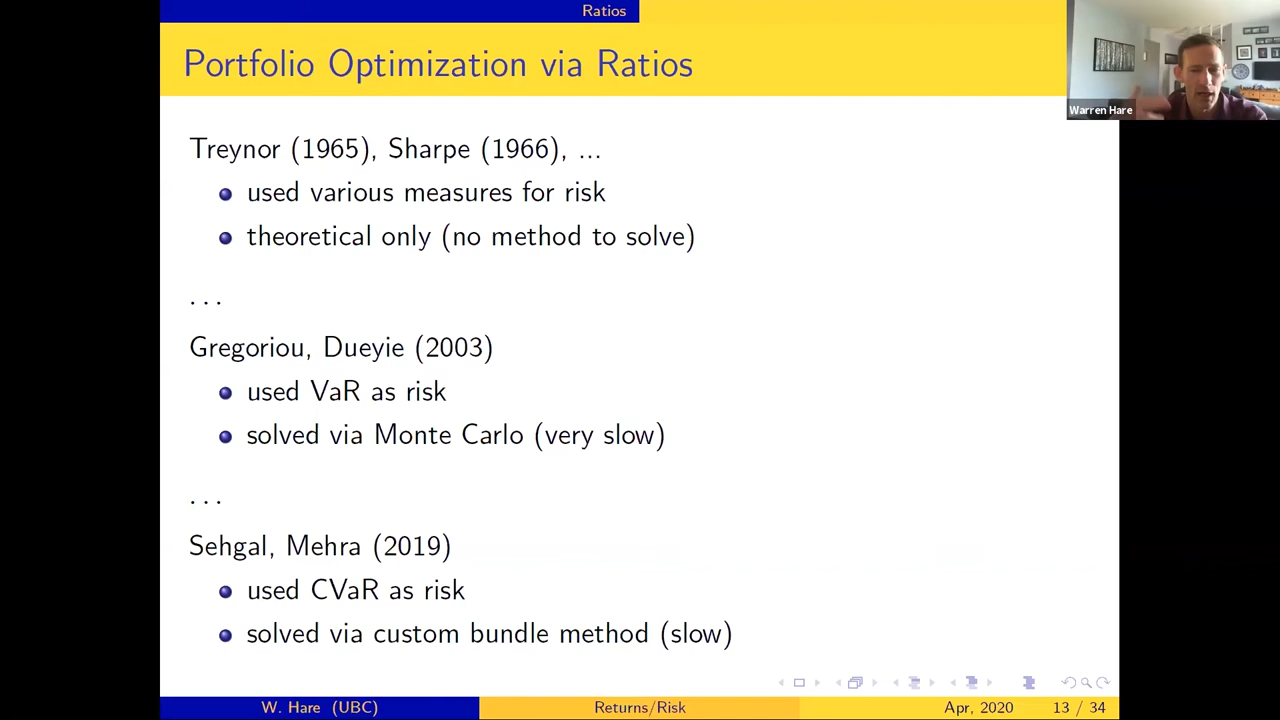 Ratios
Portfolio Optimization via Ratios
Warren Hare
Treynor (1965), Sharpe (1966), ...
used various measures for risk
theoretical only (no method to solve)
...
Gregoriou, Dueyie (2003)
used VaR as risk
solved via Monte Carlo (very slow)
...
Sehgal, Mehra (2019)
used CVaR as risk
solved via custom bundle method (slow)
W. Hare (UBC) Returns/Risk Apr, 2020 13 / 34